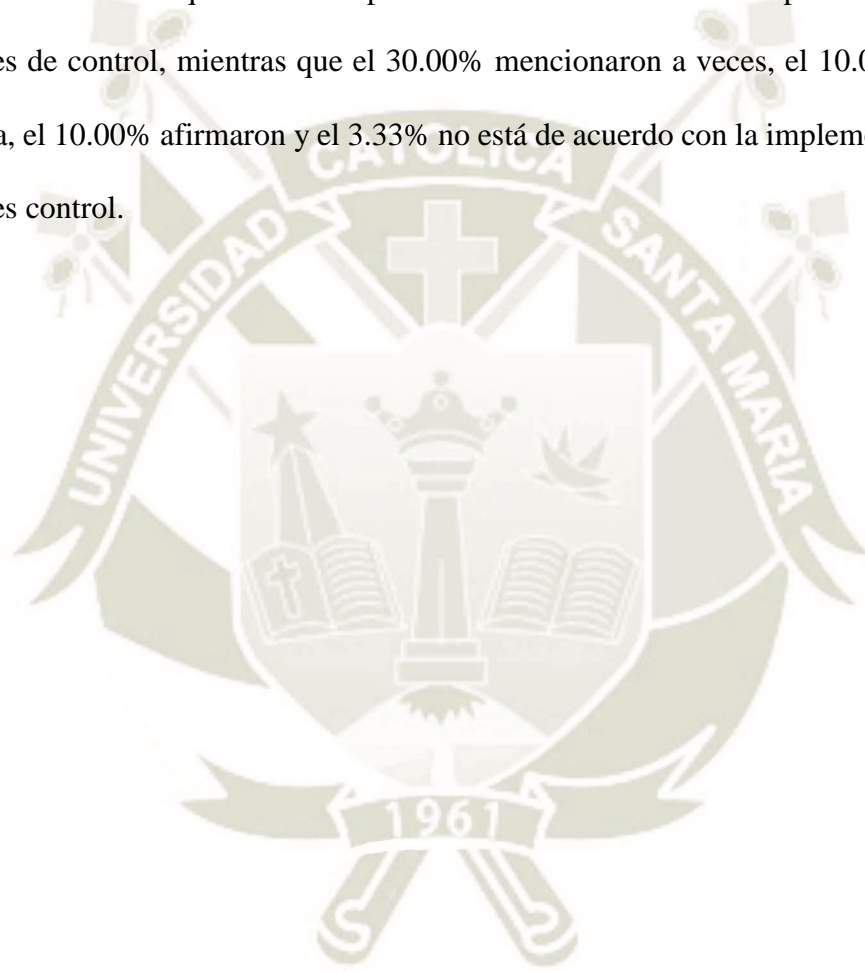 es de control, mientras que el 30.00% mencionaron a veces, el 10.0
a, el 10.00% afirmaron y el 3.33% no está de acuerdo con la implem
es control.
UNIVERSIDAD
CATOLICA
SANTA MARIA
1961